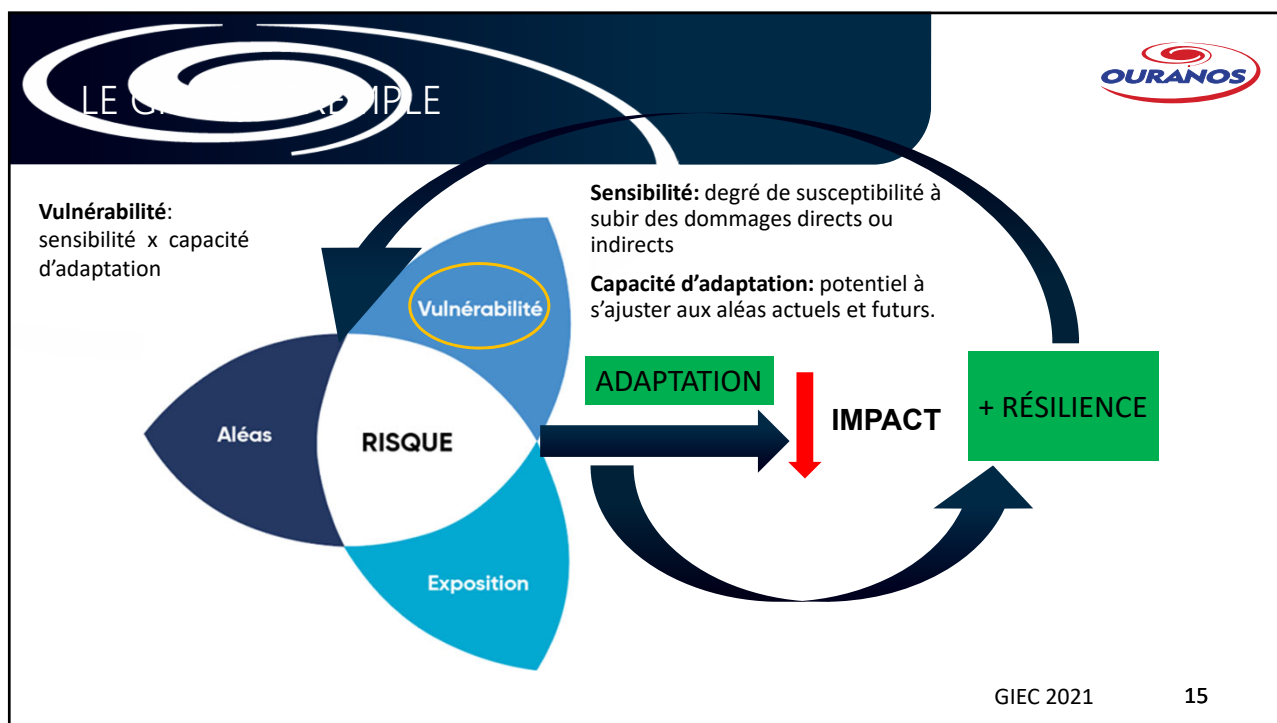 LE
OURANOS
Vulnérabilité:
sensibilité x capacité
d’adaptation
Sensibilité: degré de susceptibilité à
subir des dommages directs ou
indirects
Capacité d’adaptation: potentiel à
s’ajuster aux aléas actuels et futurs.
Vulnérabilité
Aléas
RISQUE
Exposition
ADAPTATION
IMPACT
+ RÉSILIENCE
GIEC 2021
15